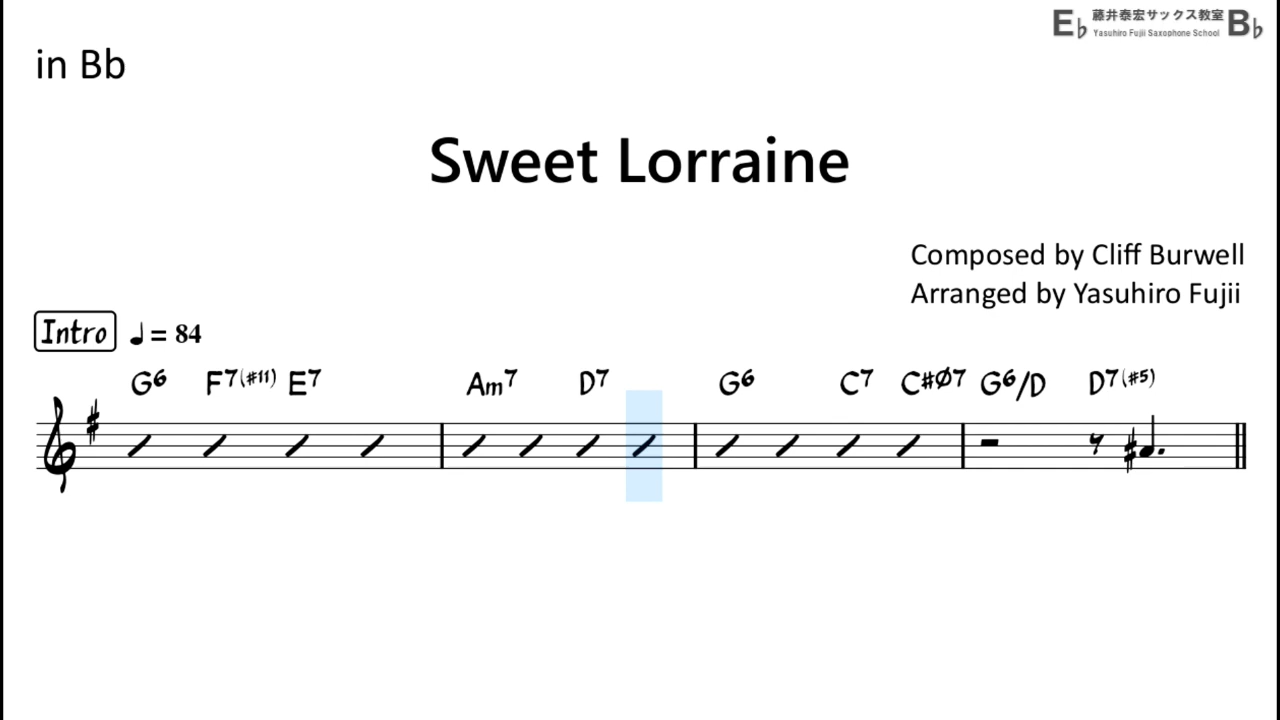 E♭ 藤井泰宏サックス教室 B♭
Yasuhiro Fujii Saxophone School
in Bb
Sweet Lorraine
Composed by Cliff Burwell
Arranged by Yasuhiro Fujii
Intro ♩= 84
G6 F7(#11) E7 Am7 D7 G6 C7 C#Ø7 G6/D D7(#5)